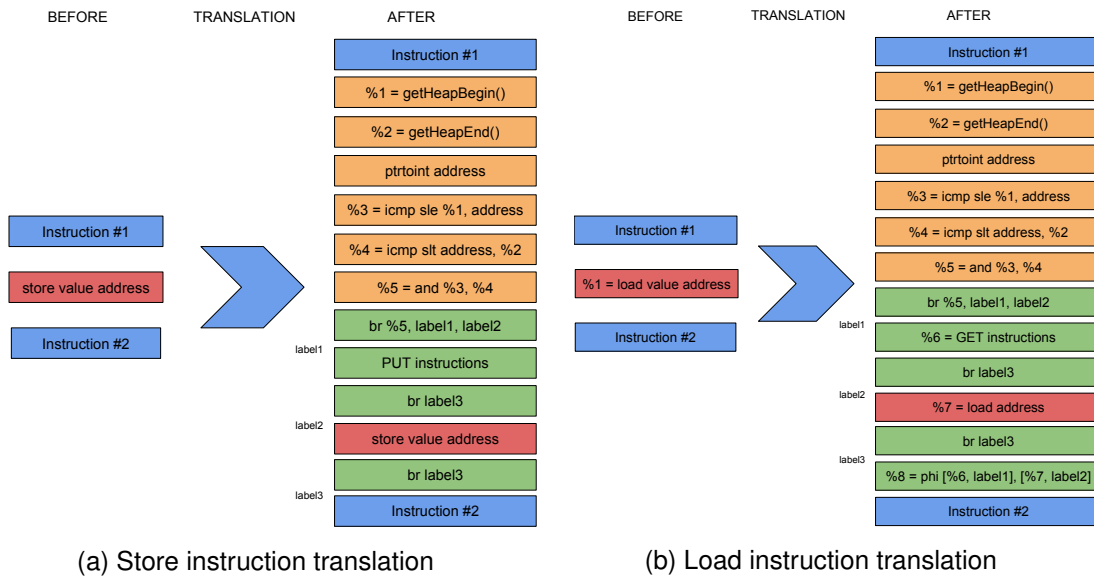 BEFORE
TRANSLATION
AFTER
Instruction #1
store value address
Instruction #2
Instruction #1
%1 = getHeapBegin()
%2 = getHeapEnd()
ptrtoint address
%3 = icmp sle %1, address
%4 = icmp slt address, %2
%5 = and %3, %4
br %5, label1, label2
label1
PUT instructions
br label3
label2
store value address
br label3
label3
Instruction #2
(a) Store instruction translation
BEFORE
TRANSLATION
AFTER
Instruction #1
%1 = load value address
Instruction #2
Instruction #1
%1 = getHeapBegin()
%2 = getHeapEnd()
ptrtoint address
%3 = icmp sle %1, address
%4 = icmp slt address, %2
%5 = and %3, %4
br %5, label1, label2
label1
%6 = GET instructions
br label3
label2
%7 = load address
br label3
label3
%8 = phi [%6, label1], [%7, label2]
Instruction #2
(b) Load instruction translation